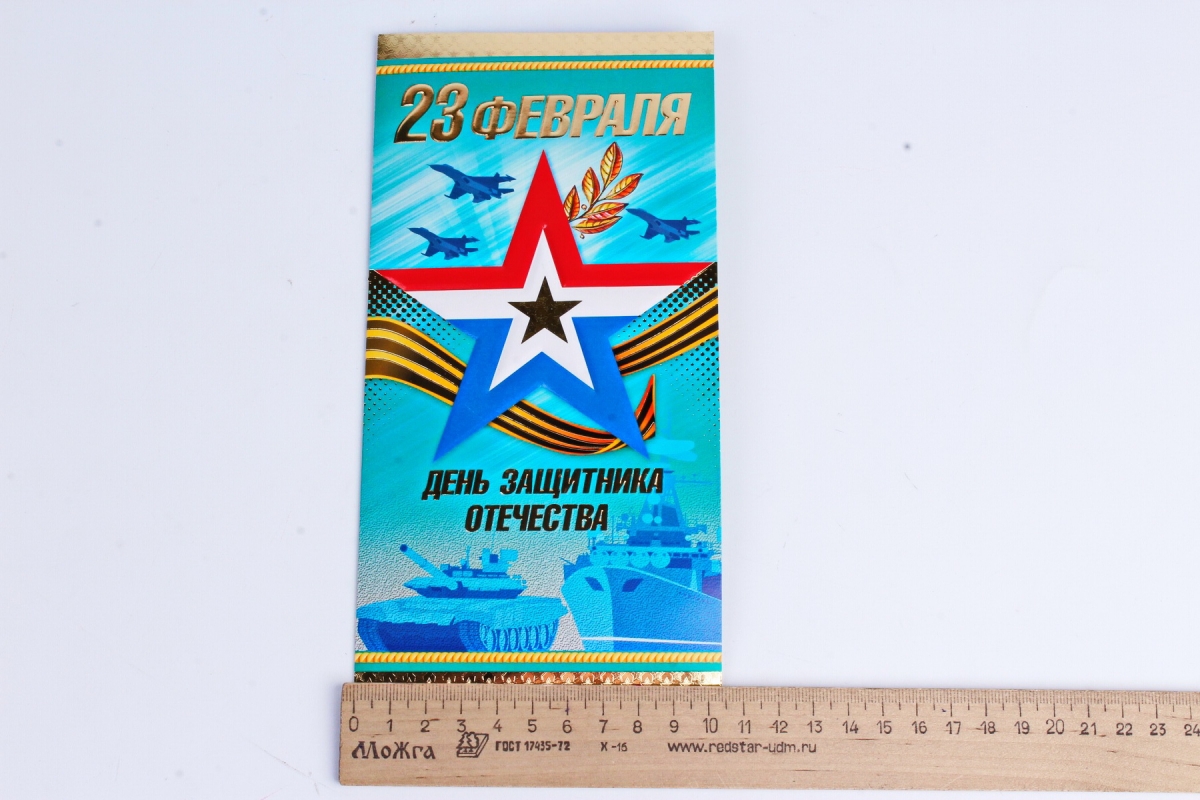 23 ФЕВРАЛЯ
ДЕНЬ ЗАЩИТНИКА
ОТЕЧЕСТВА
0 1 2 3 4 5 6 7 8 9 10 11 12 13 14 15 16 17 18 19 20 21 22 23 24
МоЖга ГОСТ 17435-72 X -16 www.redstar-udm.ru